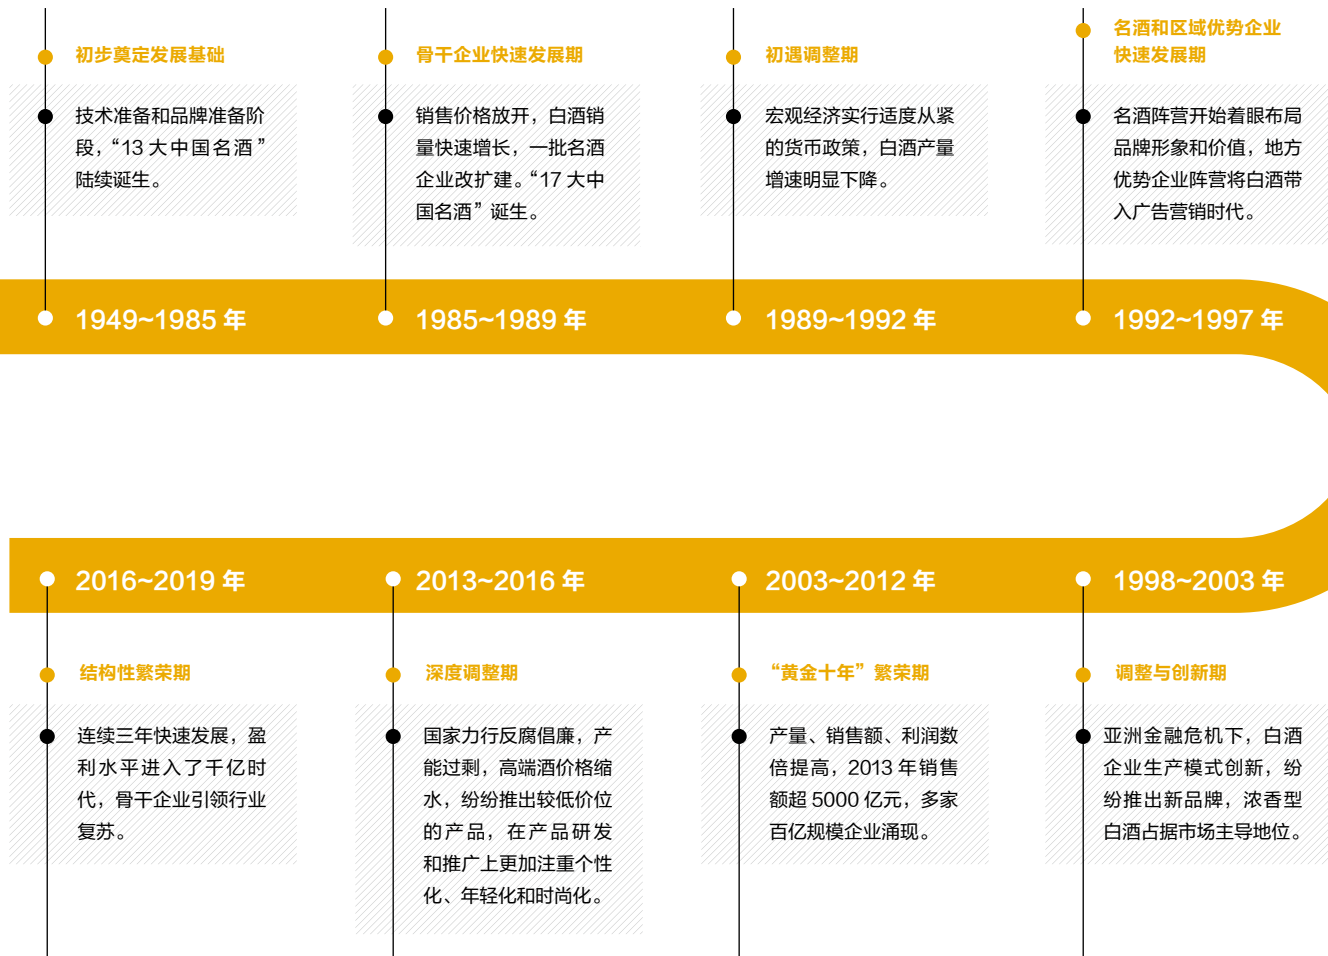 初步奠定发展基础
技术准备和品牌准备阶
段，“13 大中国名酒”
陆续诞生。
1949~1985 年
骨干企业快速发展期
销售价格放开，白酒销
量快速增长，一批名酒
企业改扩建。“17 大中
国名酒”诞生。
1985~1989 年
初遇调整期
宏观经济实行适度从紧
的货币政策，白酒产量
增速明显下降。
1989~1992 年
名酒和区域优势企业
快速发展期
名酒阵营开始着眼布局
品牌形象和价值，地方
优势企业阵营将白酒带
入广告营销时代。
1992~1997 年
1998~2003 年
调整与创新期
亚洲金融危机下，白酒
企业生产模式创新，纷
纷推出新品牌，浓香型
白酒占据市场主导地位。
2003~2012 年
“黄金十年”繁荣期
产量、销售额、利润数
倍提高，2013 年销售
额超 5000 亿元，多家
百亿规模企业涌现。
2013~2016 年
深度调整期
国家力行反腐倡廉，产
能过剩，高端酒价格缩
水，纷纷推出较低价位
的产品，在产品研发
和推广上更加注重个性
化、年轻化和时尚化。
2016~2019 年
结构性繁荣期
连续三年快速发展，盈
利水平进入了千亿时
代，骨干企业引领行业
复苏。